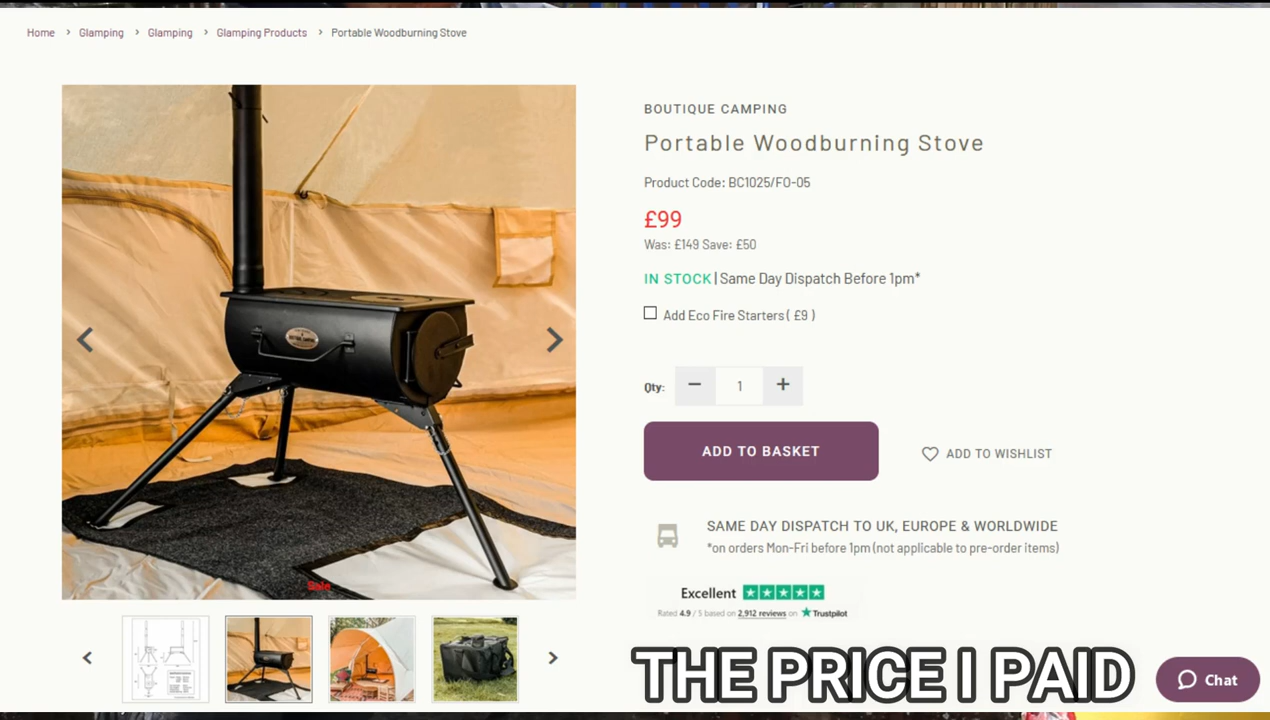 Home > Glamping > Glamping > Glamping Products > Portable Woodburning Stove
BOUTIQUE CAMPING
Portable Woodburning Stove
Product Code: BC1025/FO-05
£99
Was: £149 Save: £50
IN STOCK | Same Day Dispatch Before 1pm*
Add Eco Fire Starters ( £9 )
Qty: − 1 +
ADD TO BASKET
ADD TO WISHLIST
SAME DAY DISPATCH TO UK, EUROPE & WORLDWIDE
*on orders Mon-Fri before 1pm (not applicable to pre-order items)
Sale
Excellent
Rated 4.9 / 5 based on 2,912 reviews on Trustpilot
THE PRICE I PAID
Chat